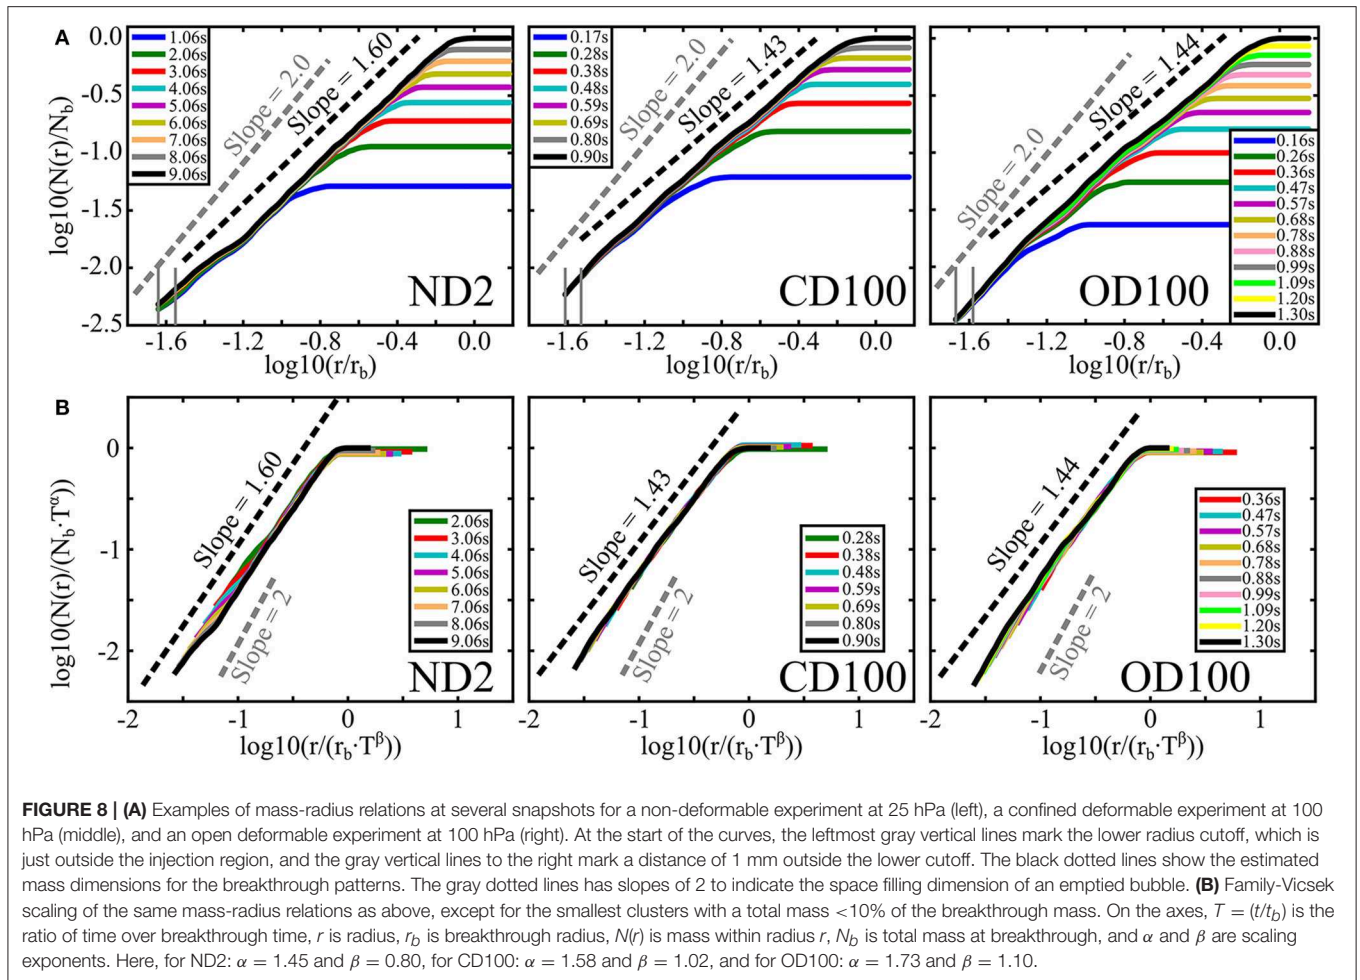 A
log10(N(r)/N_b)
0.0
-0.5
-1.0
-1.5
-2.0
-2.5
1.06s
2.06s
3.06s
4.06s
5.06s
6.06s
7.06s
8.06s
9.06s
Slope = 2.0
Slope = 1.60
ND2
-1.6 -1.2 -0.8 -0.4 0.0
log10(r/r_b)
0.17s
0.28s
0.38s
0.48s
0.59s
0.69s
0.80s
0.90s
Slope = 2.0
Slope = 1.43
CD100
-1.6 -1.2 -0.8 -0.4 0.0
log10(r/r_b)
Slope = 2.0
Slope = 1.44
0.16s
0.26s
0.36s
0.47s
0.57s
0.68s
0.78s
0.88s
0.99s
1.09s
1.20s
1.30s
OD100
-1.6 -1.2 -0.8 -0.4 0.0
log10(r/r_b)
B
log10(N(r)/(N_b·T^α))
0
-1
-2
Slope = 1.60
Slope = 2
2.06s
3.06s
4.06s
5.06s
6.06s
7.06s
8.06s
9.06s
ND2
-2 -1 0 1
log10(r/(r_b·T^β))
Slope = 1.43
Slope = 2
0.28s
0.38s
0.48s
0.59s
0.69s
0.80s
0.90s
CD100
-2 -1 0 1
log10(r/(r_b·T^β))
Slope = 1.44
Slope = 2
0.36s
0.47s
0.57s
0.68s
0.78s
0.88s
0.99s
1.09s
1.20s
1.30s
OD100
-2 -1 0 1
log10(r/(r_b·T^β))
FIGURE 8 | (A) Examples of mass-radius relations at several snapshots for a non-deformable experiment at 25 hPa (left), a confined deformable experiment at 100
hPa (middle), and an open deformable experiment at 100 hPa (right). At the start of the curves, the leftmost gray vertical lines mark the lower radius cutoff, which is
just outside the injection region, and the gray vertical lines to the right mark a distance of 1 mm outside the lower cutoff. The black dotted lines show the estimated
mass dimensions for the breakthrough patterns. The gray dotted lines has slopes of 2 to indicate the space filling dimension of an emptied bubble. (B) Family-Vicsek
scaling of the same mass-radius relations as above, except for the smallest clusters with a total mass <10% of the breakthrough mass. On the axes, T = (t/t_b) is the
ratio of time over breakthrough time, r is radius, r_b is breakthrough radius, N(r) is mass within radius r, N_b is total mass at breakthrough, and α and β are scaling
exponents. Here, for ND2: α = 1.45 and β = 0.80, for CD100: α = 1.58 and β = 1.02, and for OD100: α = 1.73 and β = 1.10.